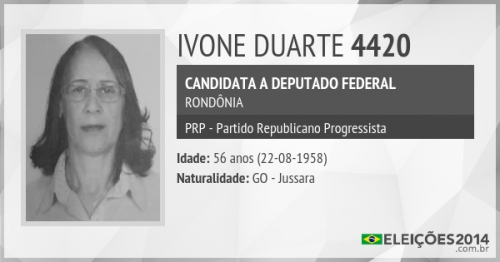 IVONE DUARTE 4420
CANDIDATA A DEPUTADO FEDERAL
RONDÔNIA
PRP - Partido Republicano Progressista
Idade: 56 anos (22-08-1958)
Naturalidade: GO - Jussara
ELEIÇÕES2014
.com.br